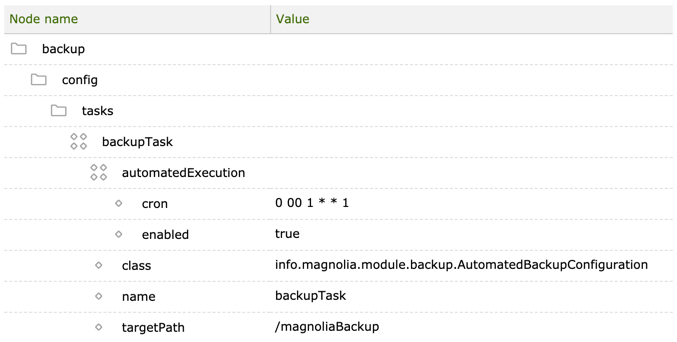 Node name Value
backup
config
tasks
backupTask
automatedExecution
cron 0 00 1 * * 1
enabled true
class info.magnolia.module.backup.AutomatedBackupConfiguration
name backupTask
targetPath /magnoliaBackup